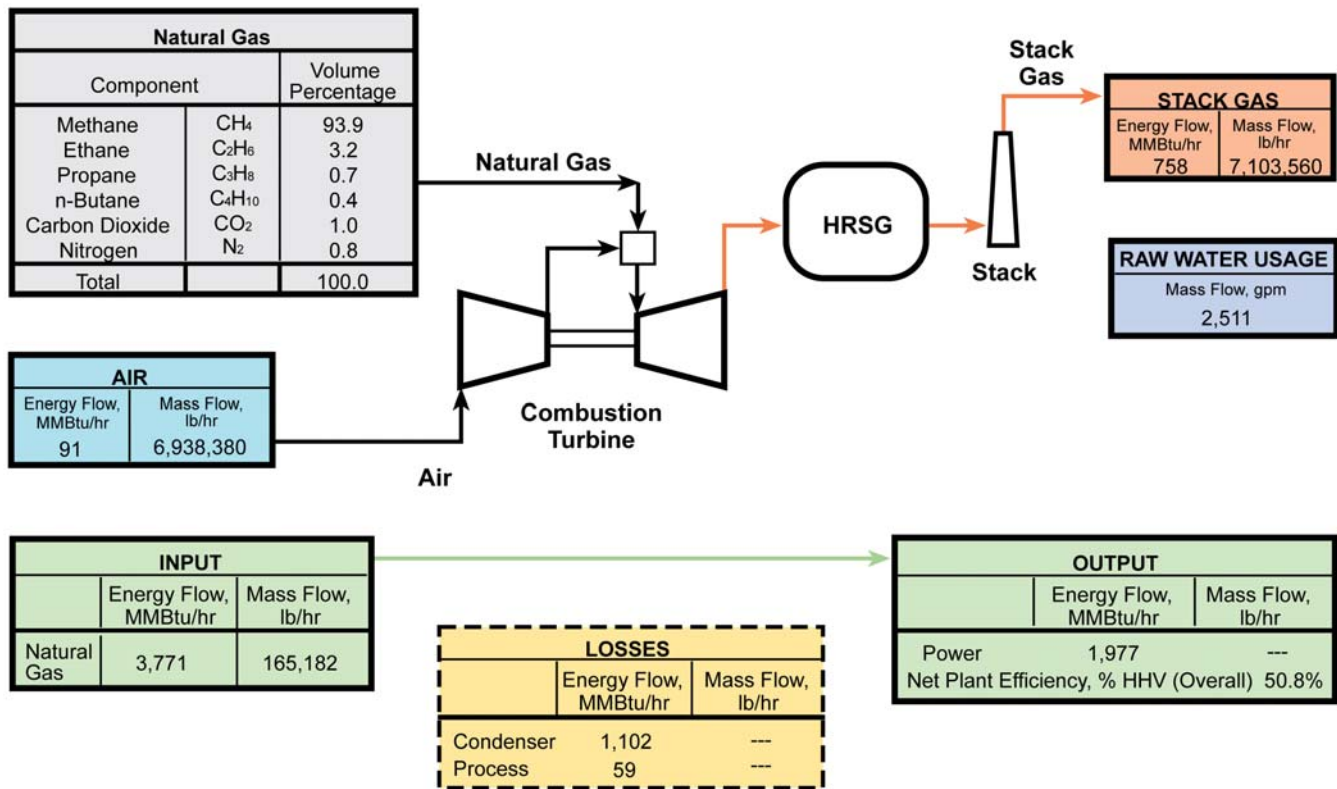 Natural Gas
Component Volume Percentage
Methane CH₄ 93.9
Ethane C₂H₆ 3.2
Propane C₃H₈ 0.7
n-Butane C₄H₁₀ 0.4
Carbon Dioxide CO₂ 1.0
Nitrogen N₂ 0.8
Total 100.0
Natural Gas
Stack
Gas
STACK GAS
Energy Flow, Mass Flow,
MMBtu/hr lb/hr
758 7,103,560
HRSG
Stack
RAW WATER USAGE
Mass Flow, gpm
2,511
AIR
Energy Flow, Mass Flow,
MMBtu/hr lb/hr
91 6,938,380
Combustion
Turbine
Air
INPUT
Energy Flow, Mass Flow,
MMBtu/hr lb/hr
Natural
Gas 3,771 165,182
LOSSES
Energy Flow, Mass Flow,
MMBtu/hr lb/hr
Condenser 1,102 ---
Process 59 ---
OUTPUT
Energy Flow, Mass Flow,
MMBtu/hr lb/hr
Power 1,977 ---
Net Plant Efficiency, % HHV (Overall) 50.8%